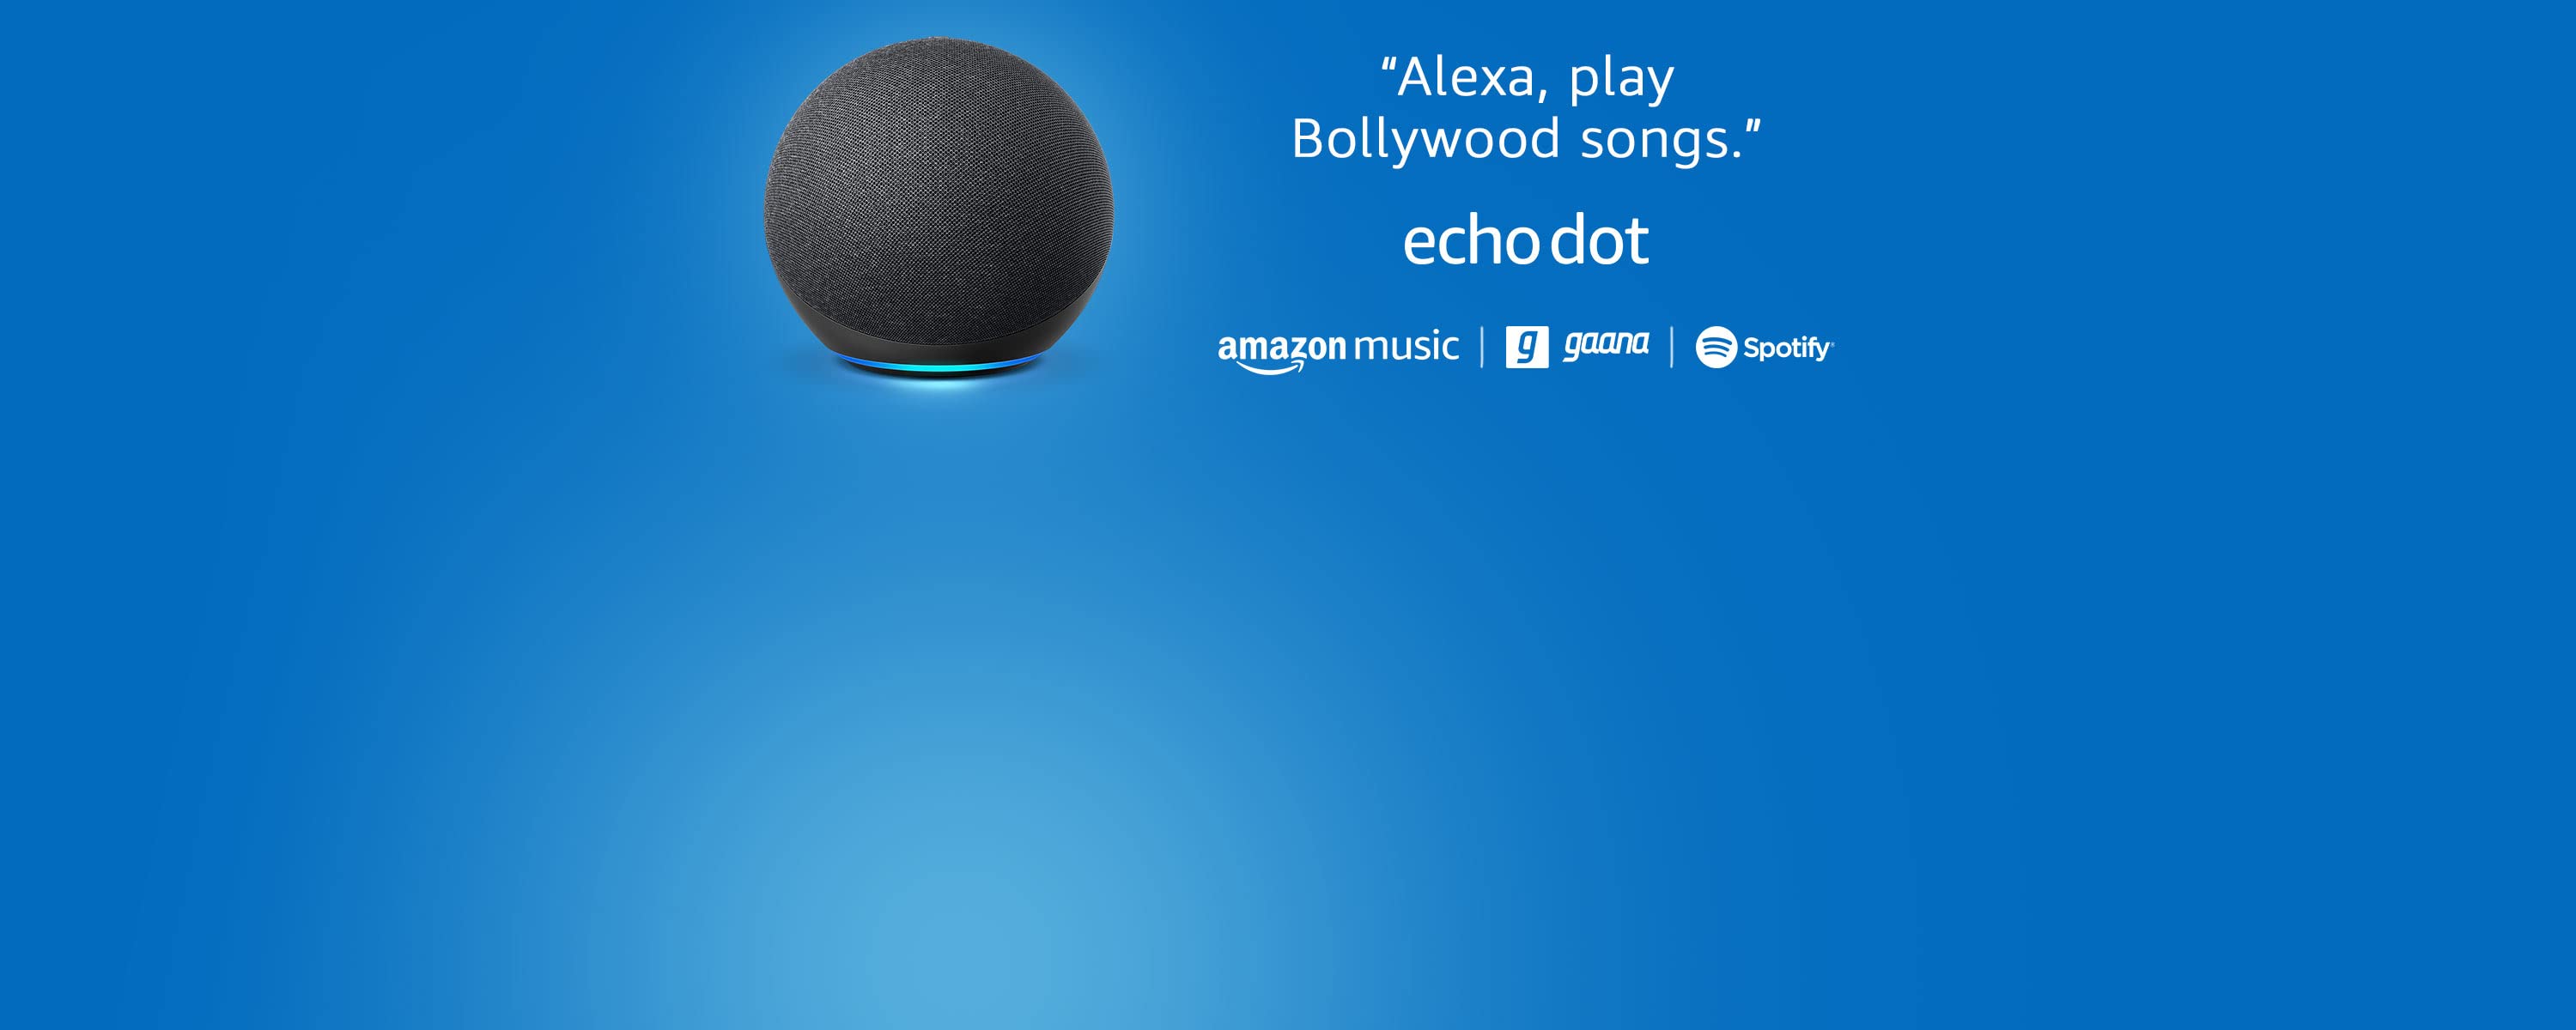 “Alexa, play
Bollywood songs.”
echo dot
amazon music | g gaana | Spotify